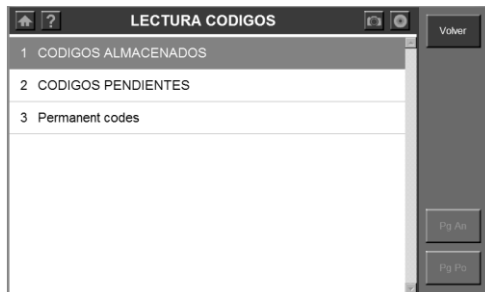 ? LECTURA CODIGOS
Volver
1 CODIGOS ALMACENADOS
2 CODIGOS PENDIENTES
3 Permanent codes
Pg An
Pg Po